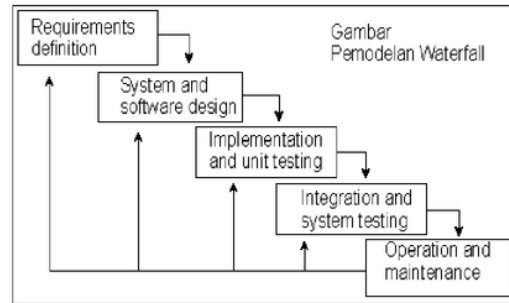 Requirements
definition
Gambar
Pemodelan Waterfall
System and
software design
Implementation
and unit testing
Integration and
system testing
Operation and
maintenance